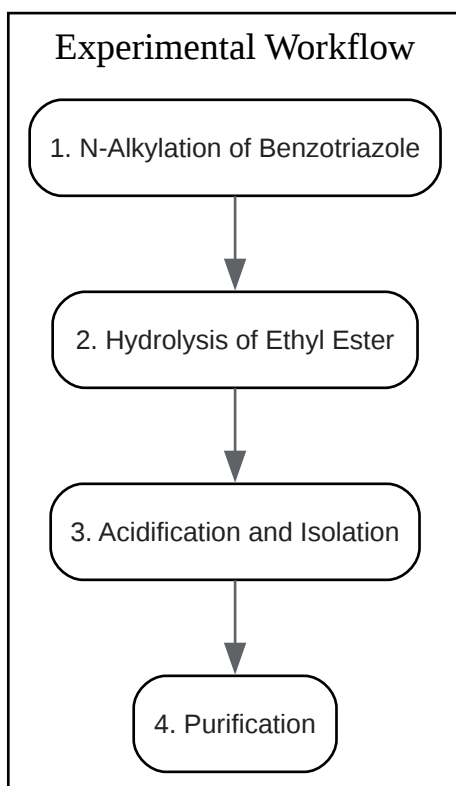 Experimental Workflow
1. N-Alkylation of Benzotriazole
2. Hydrolysis of Ethyl Ester
3. Acidification and Isolation
4. Purification